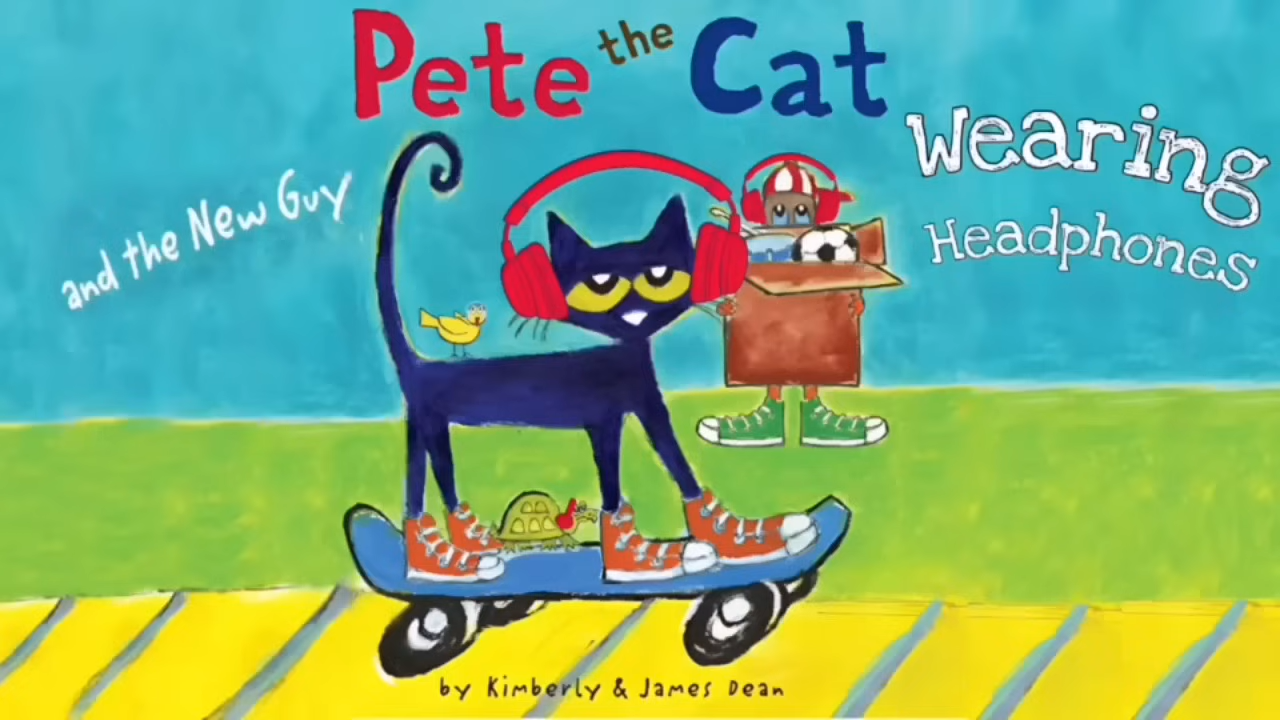 Pete the Cat
and the New Guy
Wearing
Headphones
by Kimberly & James Dean